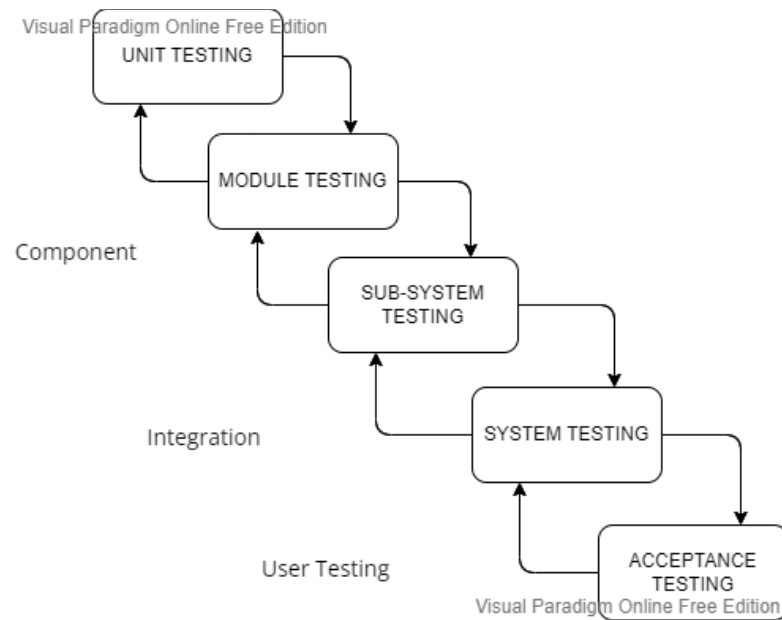 Visual Paradigm Online Free Edition
UNIT TESTING
MODULE TESTING
Component
SUB-SYSTEM
TESTING
Integration
SYSTEM TESTING
User Testing
ACCEPTANCE
TESTING
Visual Paradigm Online Free Edition